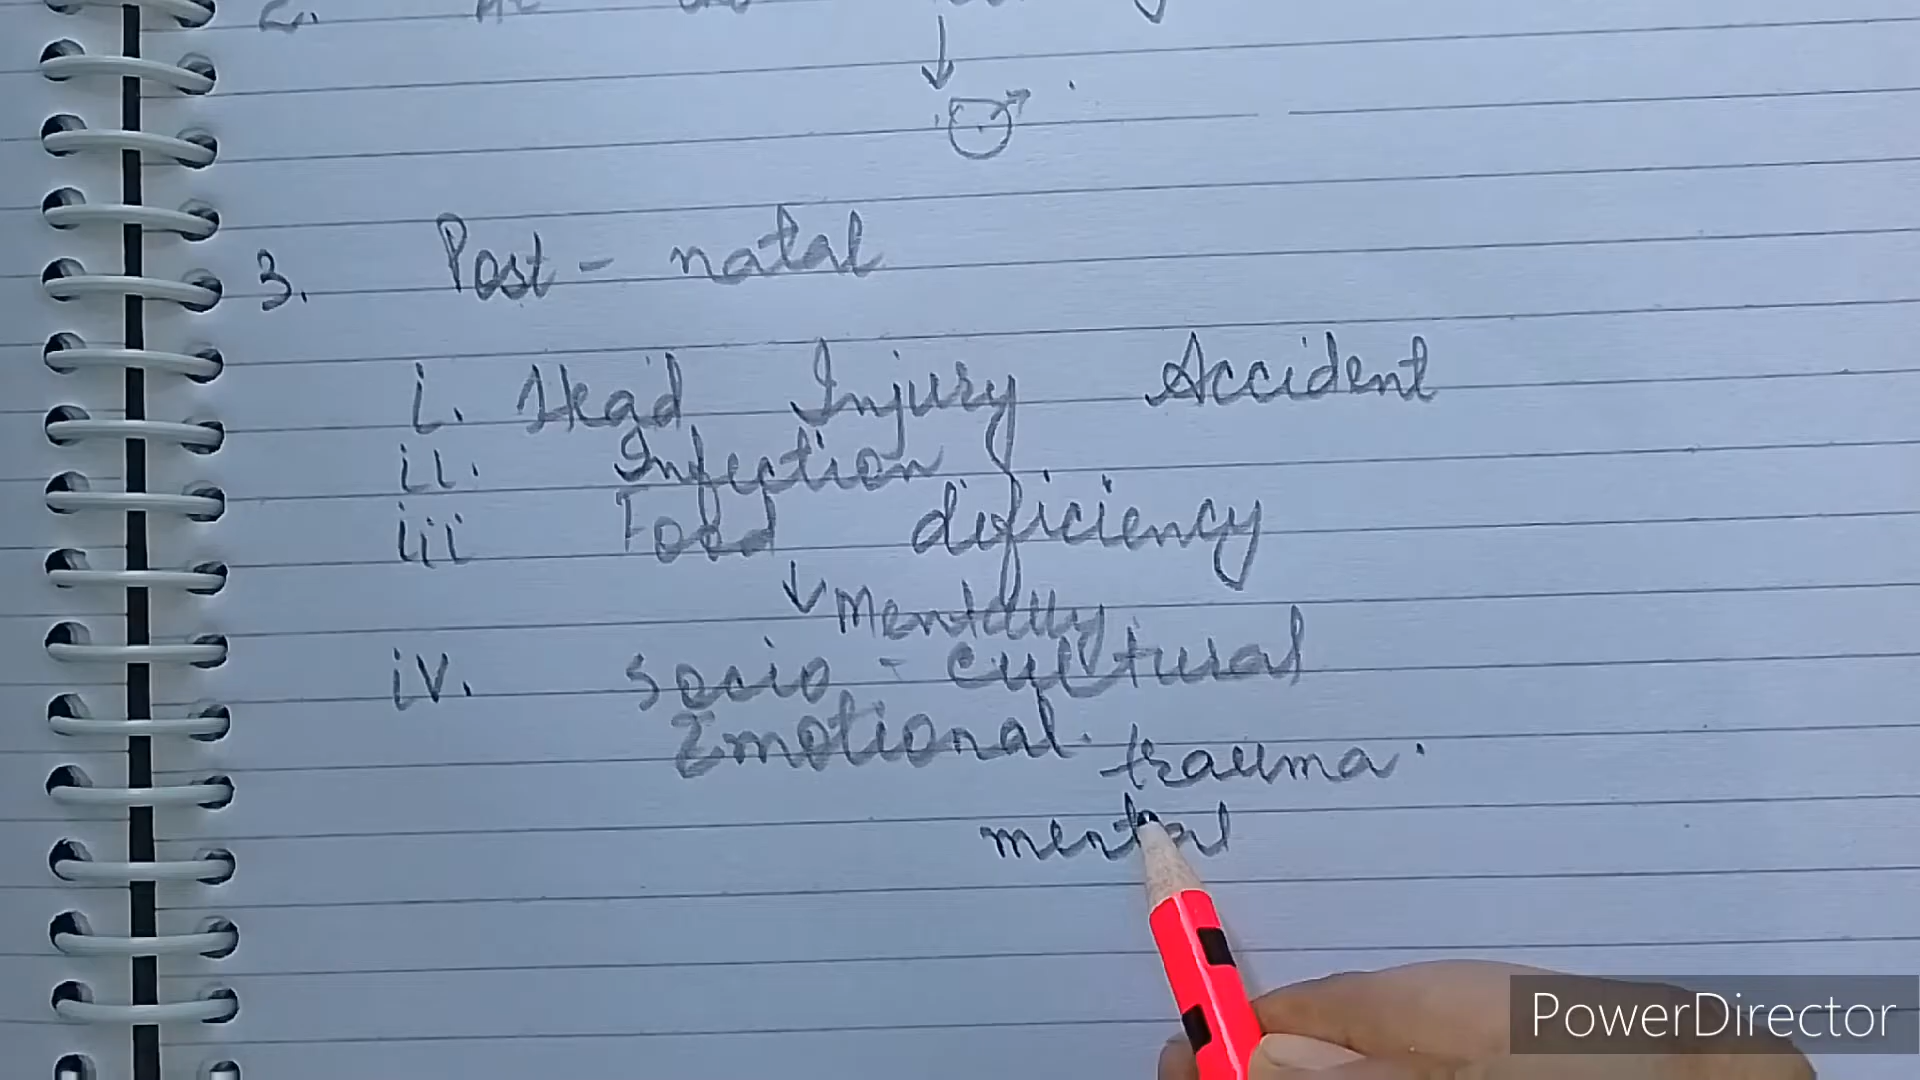 2.
3. Post - natal
i. Head Injury Accident
ii. Infection
iii Food deficiency
↓ Mentally
iv. Socio - cultural
Emotional. trauma.
mental
PowerDirector